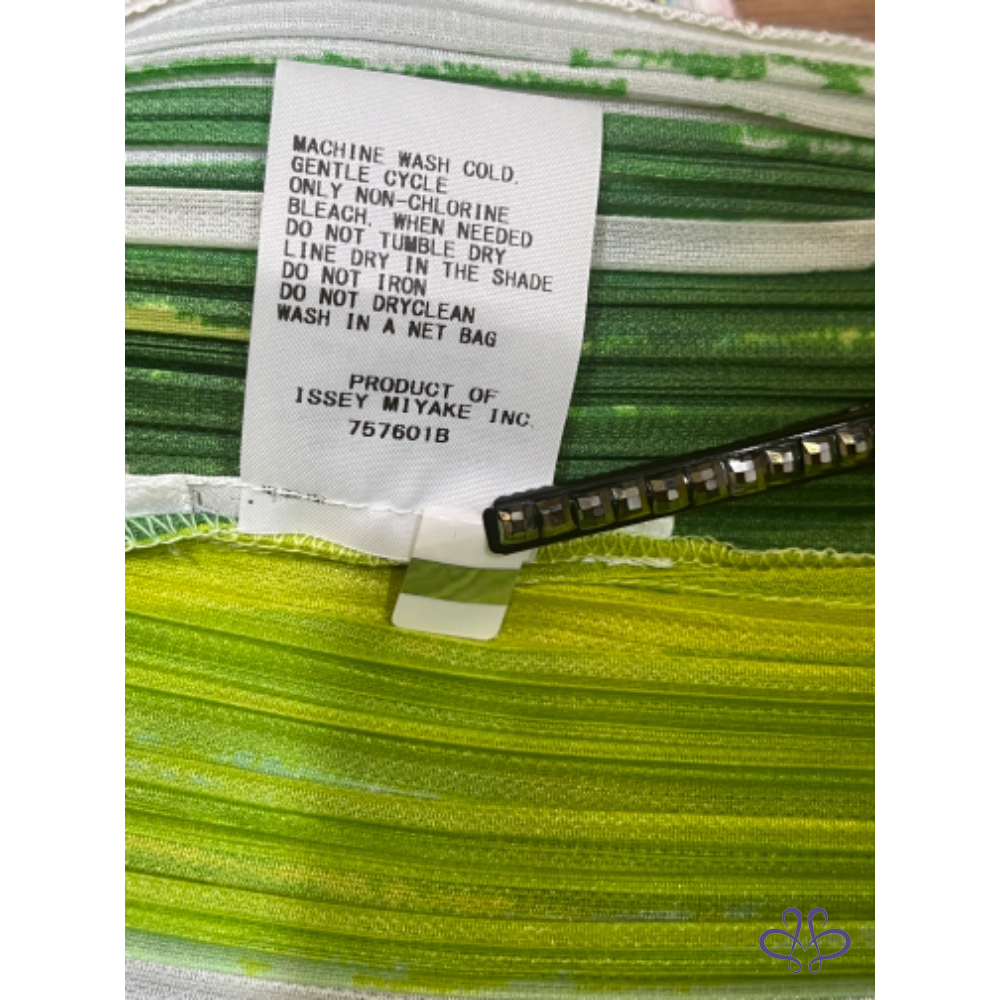 MACHINE WASH COLD.
GENTLE CYCLE
ONLY NON-CHLORINE
BLEACH. WHEN NEEDED
DO NOT TUMBLE DRY
LINE DRY IN THE SHADE
DO NOT IRON
DO NOT DRYCLEAN
WASH IN A NET BAG
PRODUCT OF
ISSEY MIYAKE INC.
757601B